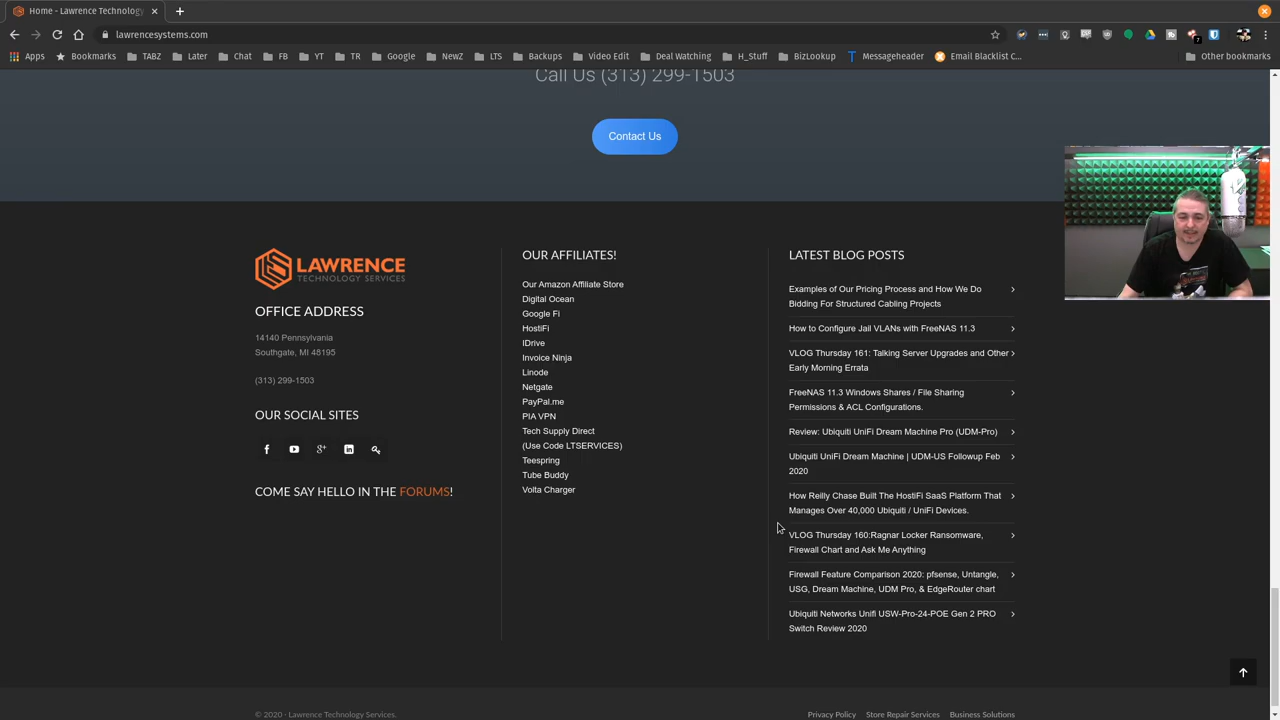 Home - Lawrence Technology
lawrencesystems.com
Apps
Bookmarks
TABZ
Later
Chat
FB
YT
TR
Google
NewZ
LTS
Backups
Video Edit
Deal Watching
H_Stuff
BizLookup
Messageheader
Email Blacklist C...
Other bookmarks
Call Us (313) 299-1503
Contact Us
LAWRENCE
TECHNOLOGY SERVICES
OFFICE ADDRESS
14140 Pennsylvania
Southgate, MI 48195
(313) 299-1503
OUR SOCIAL SITES
COME SAY HELLO IN THE FORUMS!
OUR AFFILIATES!
Our Amazon Affiliate Store
Digital Ocean
Google Fi
HostiFi
IDrive
Invoice Ninja
Linode
Netgate
PayPal.me
PIA VPN
Tech Supply Direct
(Use Code LTSERVICES)
Teespring
Tube Buddy
Volta Charger
LATEST BLOG POSTS
Examples of Our Pricing Process and How We Do
Bidding For Structured Cabling Projects
How to Configure Jail VLANs with FreeNAS 11.3
VLOG Thursday 161: Talking Server Upgrades and Other
Early Morning Errata
FreeNAS 11.3 Windows Shares / File Sharing
Permissions & ACL Configurations.
Review: Ubiquiti UniFi Dream Machine Pro (UDM-Pro)
Ubiquiti UniFi Dream Machine | UDM-US Followup Feb
2020
How Reilly Chase Built The HostiFi SaaS Platform That
Manages Over 40,000 Ubiquiti / UniFi Devices.
VLOG Thursday 160:Ragnar Locker Ransomware,
Firewall Chart and Ask Me Anything
Firewall Feature Comparison 2020: pfsense, Untangle,
USG, Dream Machine, UDM Pro, & EdgeRouter chart
Ubiquiti Networks Unifi USW-Pro-24-POE Gen 2 PRO
Switch Review 2020
© 2020 · Lawrence Technology Services.
Privacy Policy
Store Repair Services
Business Solutions